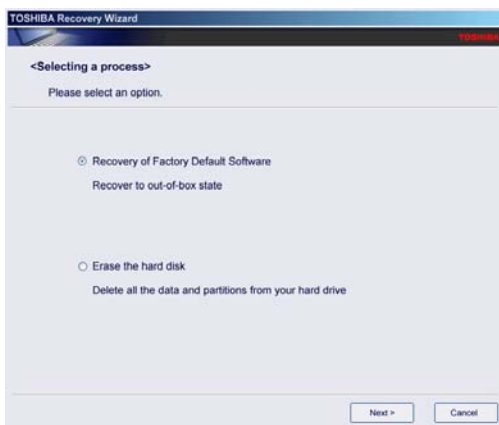 TOSHIBA Recovery Wizard
TOSHIBA
<Selecting a process>
Please select an option.
Recovery of Factory Default Software
Recover to out-of-box state
Erase the hard disk
Delete all the data and partitions from your hard drive
Next >
Cancel